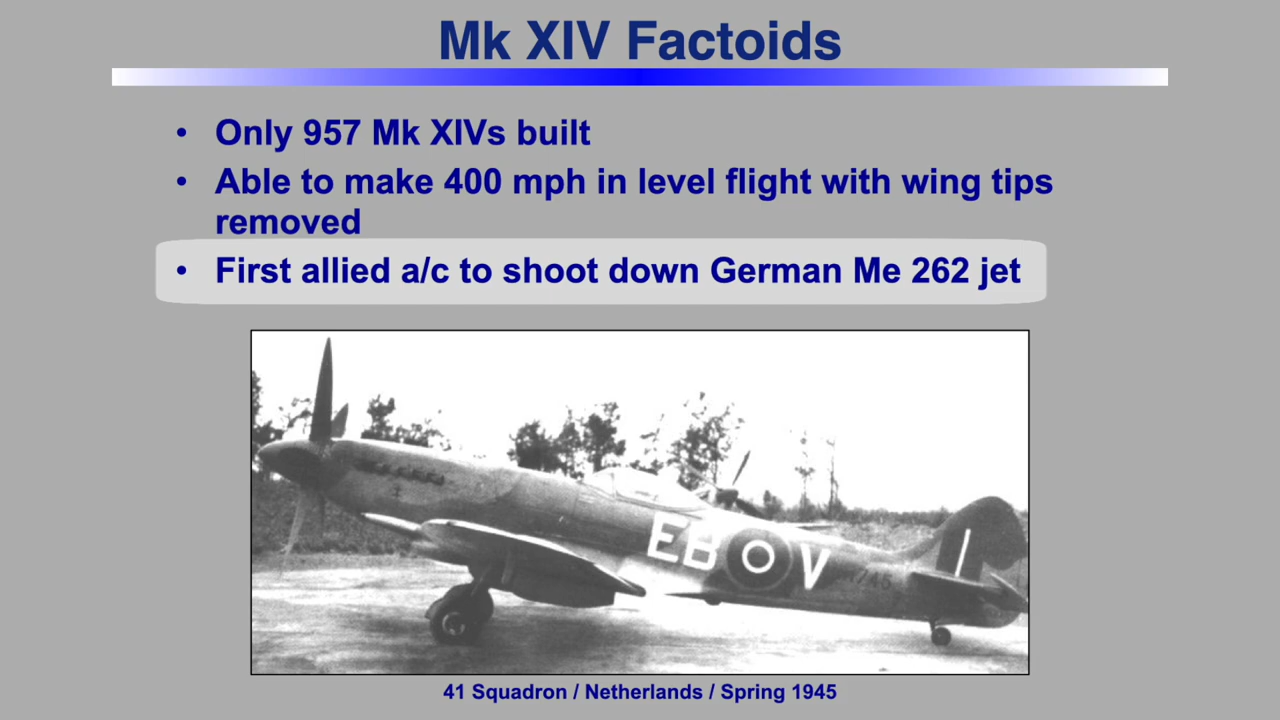 Mk XIV Factoids
• Only 957 Mk XIVs built
• Able to make 400 mph in level flight with wing tips
removed
• First allied a/c to shoot down German Me 262 jet
EB V
41 Squadron / Netherlands / Spring 1945